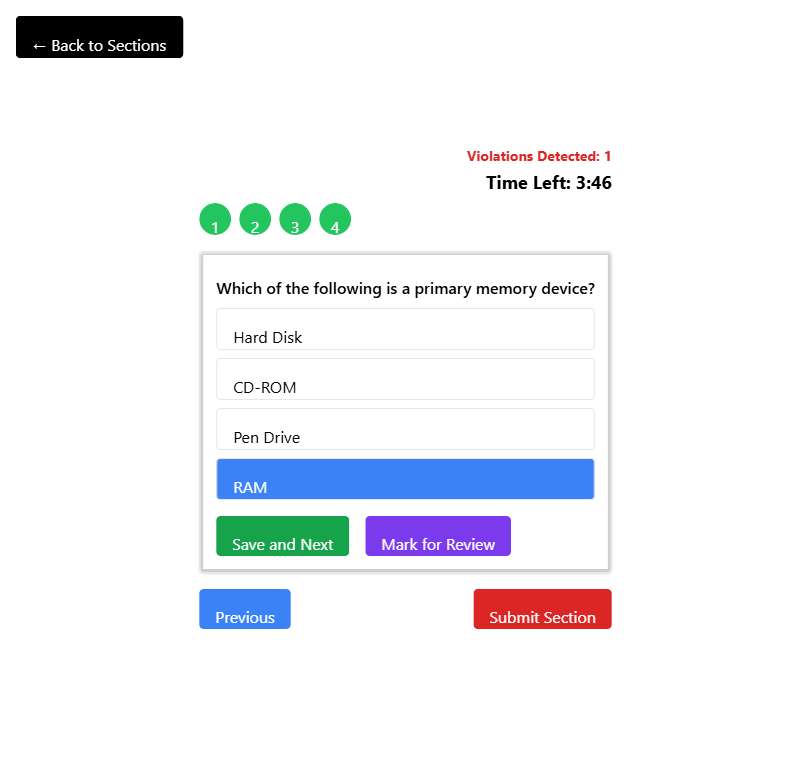 ← Back to Sections
Violations Detected: 1
Time Left: 3:46
1 2 3 4
Which of the following is a primary memory device?
Hard Disk
CD-ROM
Pen Drive
RAM
Save and Next Mark for Review
Previous Submit Section